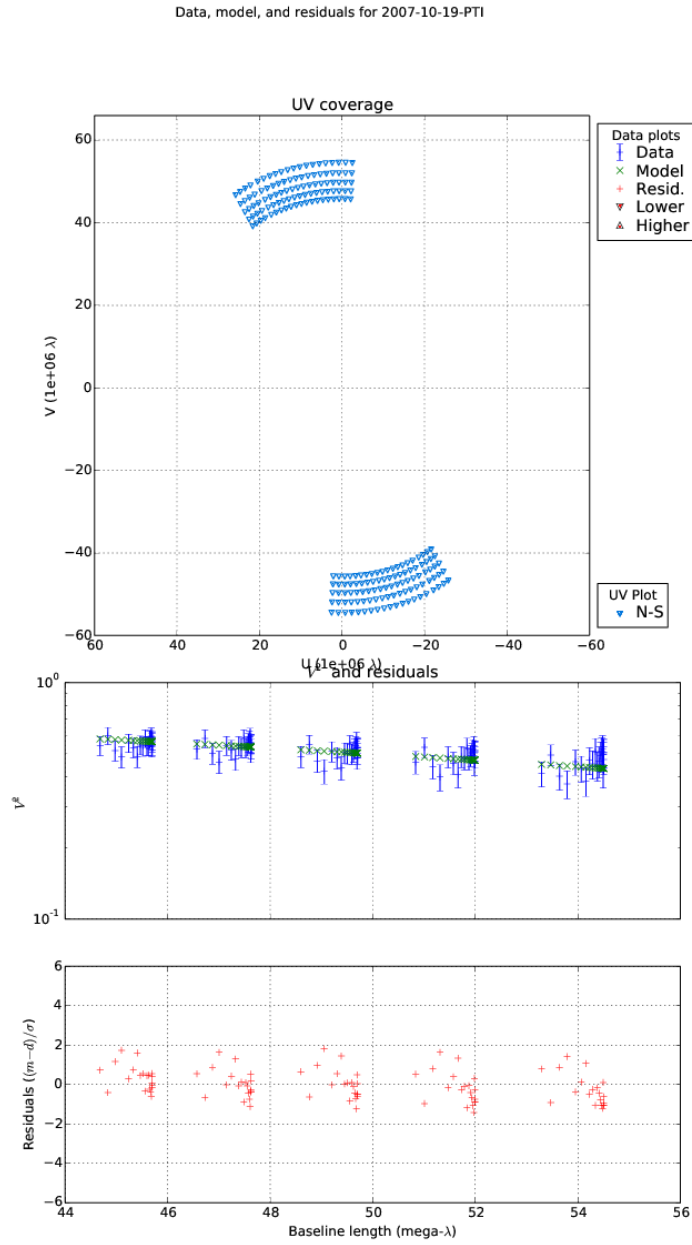 Data, model, and residuals for 2007-10-19-PTI
UV coverage
60
40
20
0
−20
−40
−60
V (1e+06 λ)
60
40
20
0
−20
−40
−60
U (1e+06 λ)
Data plots
Data
Model
Resid.
Lower
Higher
UV Plot
N-S
V² and residuals
10⁰
10⁻¹
V²
6
4
2
0
−2
−4
−6
Residuals ((m−d)/σ)
44
46
48
50
52
54
56
Baseline length (mega-λ)